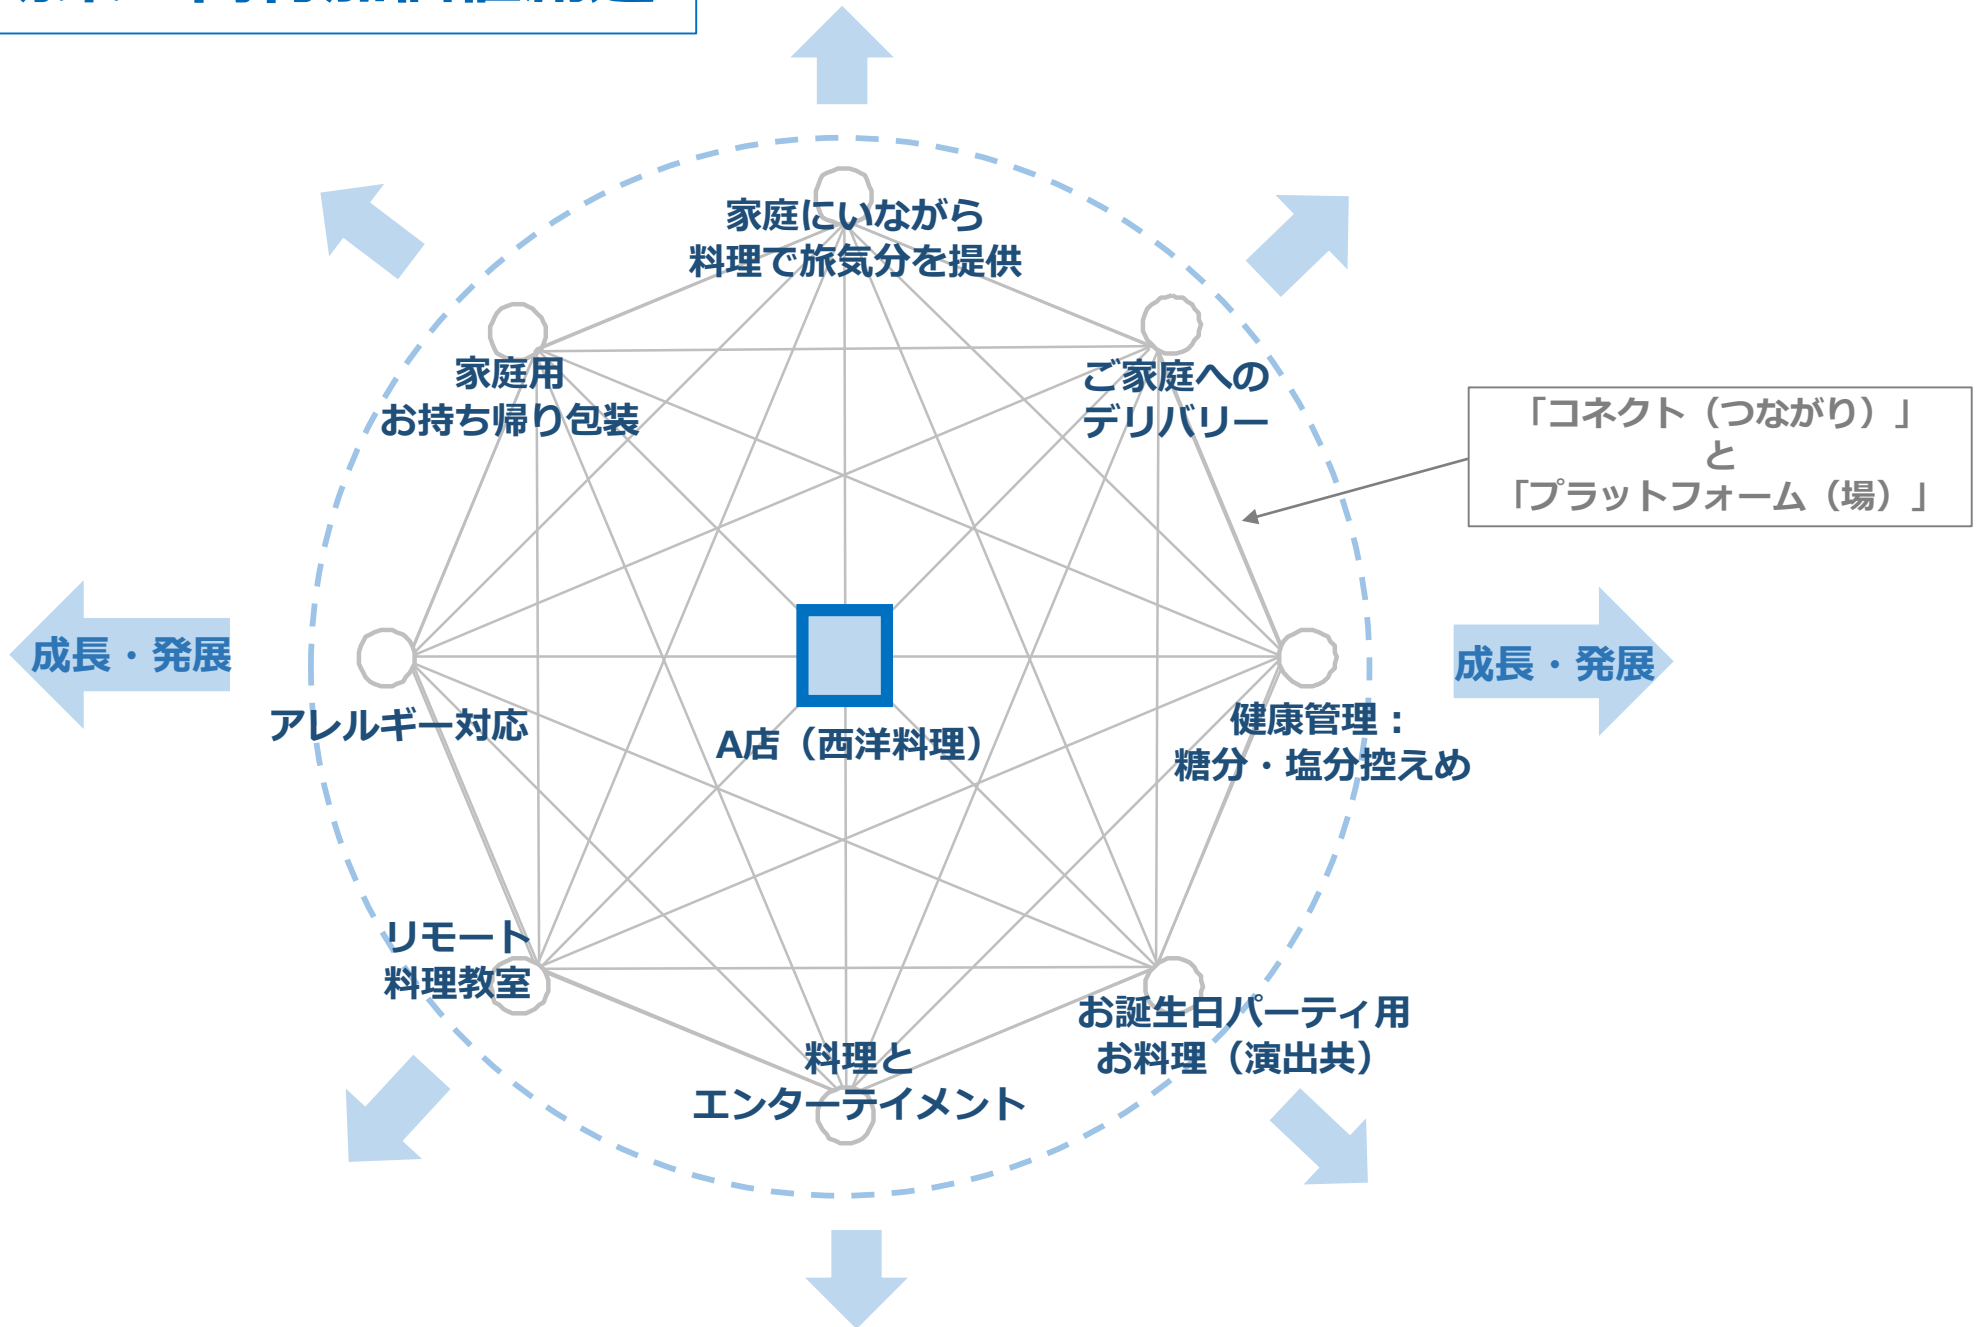 家庭にいながら
料理で旅気分を提供
家庭用
お持ち帰り包装
ご家庭への
デリバリー
「コネクト（つながり）」
と
「プラットフォーム（場）」
成長・発展
成長・発展
アレルギー対応
A店（西洋料理）
健康管理：
糖分・塩分控えめ
リモート
料理教室
お誕生日パーティ用
お料理（演出共）
料理と
エンターテイメント